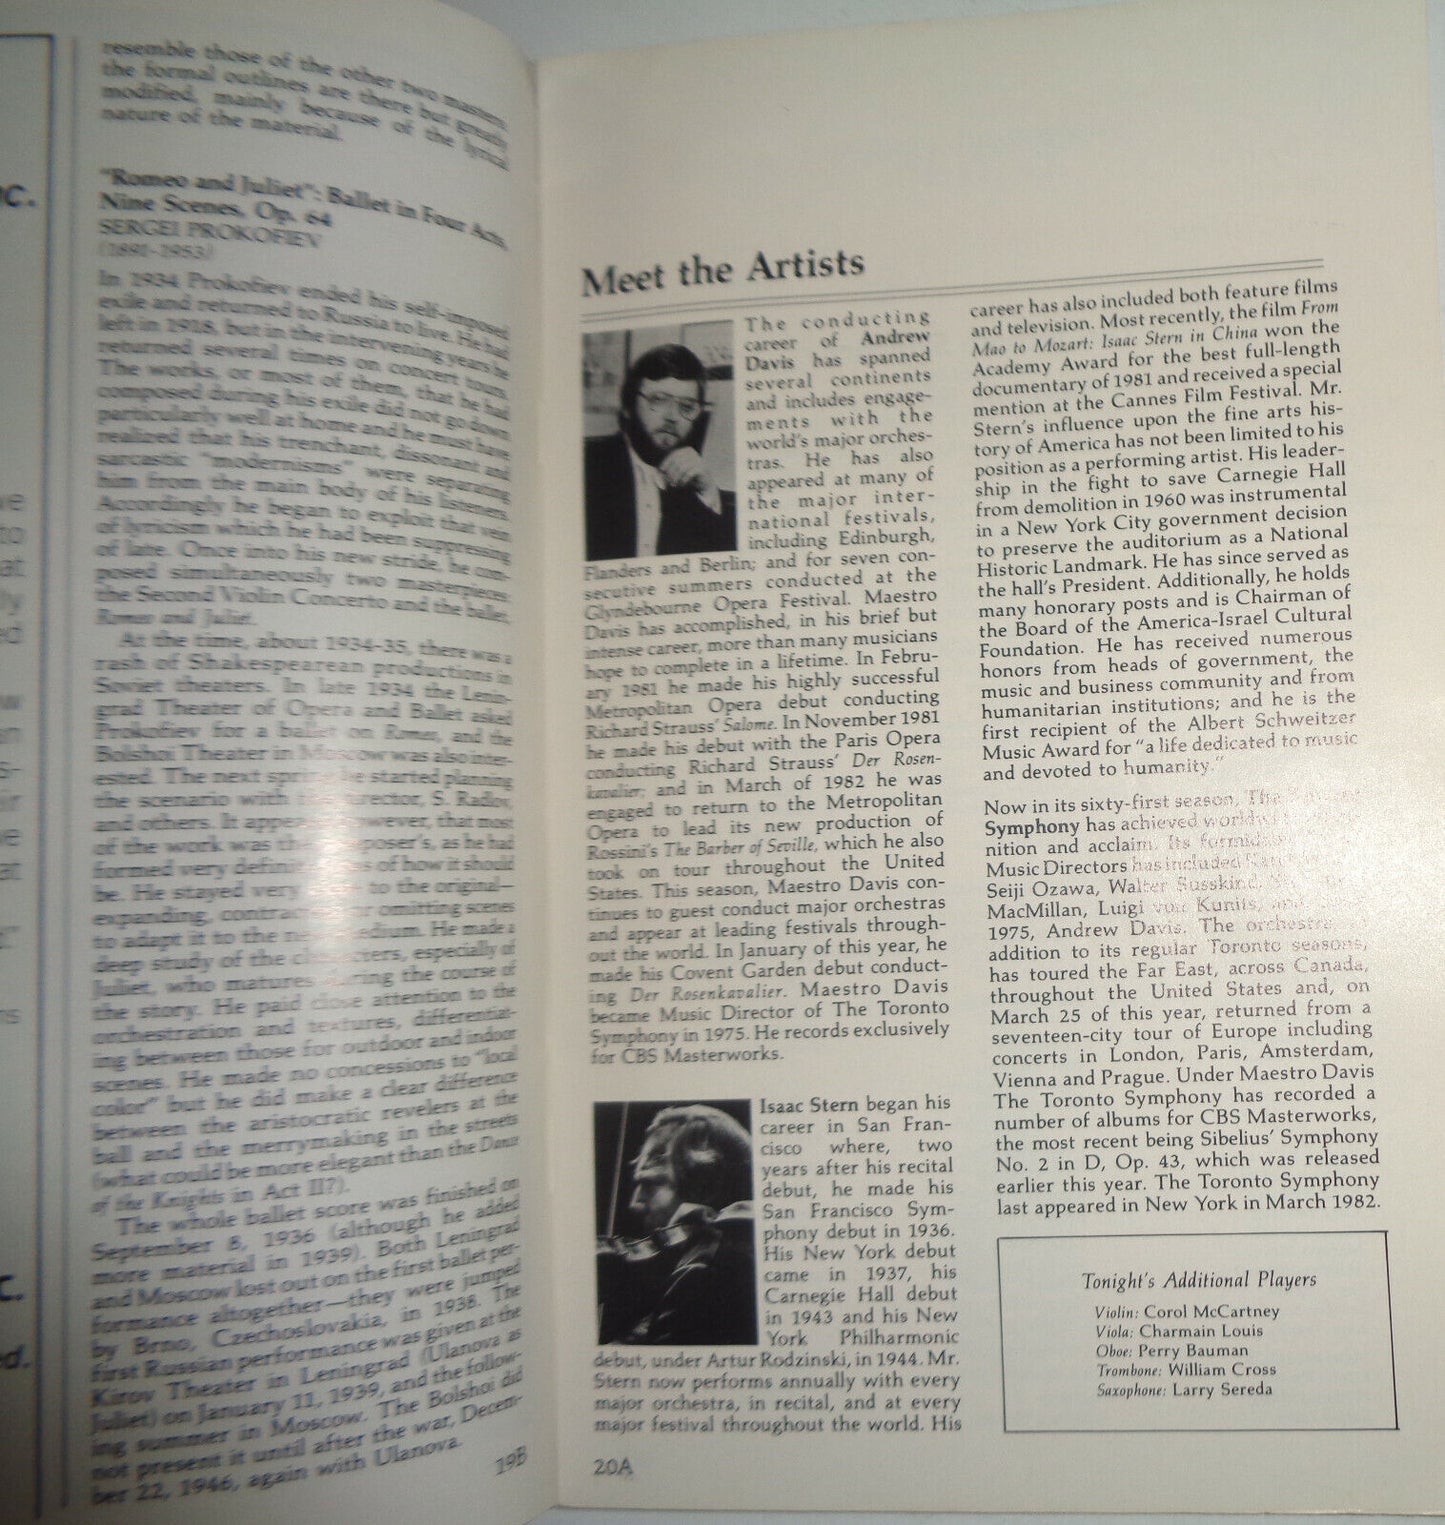 resemble those of the other two masters:
the formal outlines are there but greatly
modified, mainly because of the lyrical
nature of the material.
"Romeo and Juliet": Ballet in Four Acts,
Nine Scenes, Op. 64
SERGEI PROKOFIEV
(1891-1953)
In 1934 Prokofiev ended his self-imposed
exile and returned to Russia to live. He had
left in 1918, but in the intervening years he
returned several times on concert tours.
The works, or most of them, that he had
composed during his exile did not go down
particularly well at home and he must have
realized that his trenchant, dissonant and
sarcastic "modernisms" were separating
him from the main body of his listeners.
Accordingly he began to exploit that vein
of lyricism which he had been suppressing
of late. Once into his new stride, he com-
posed simultaneously two masterpieces:
the Second Violin Concerto and the ballet,
Romeo and Juliet.
At the time, about 1934-35, there was a
rash of Shakespearean productions in
Soviet theaters. In late 1934 the Lenin-
grad Theater of Opera and Ballet asked
Prokofiev for a ballet on Romeo, and the
Bolshoi Theater in Moscow was also inter-
ested. The next spring he started planning
the scenario with the director, S. Radlov,
and others. It appears, however, that most
of the work was the composer's, as he had
formed very definite of how it should
be. He stayed very to the original—
expanding, contracting or omitting scenes
to adapt it to the new medium. He made a
deep study of the characters, especially of
Juliet, who matures during the course of
the story. He paid close attention to the
orchestration and textures, differentiat-
ing between those for outdoor and indoor
scenes. He made no concessions to "local
color" but he did make a clear difference
between the aristocratic revelers at the
ball and the merrymaking in the streets
(what could be more elegant than the Dance
of the Knights in Act II?).
The whole ballet score was finished on
September 8, 1936 (although he added
more material in 1939). Both Leningrad
and Moscow lost out on the first ballet per-
formance altogether—they were jumped
by Brno, Czechoslovakia, in 1938. The
first Russian performance was given at the
Kirov Theater in Leningrad (Ulanova as
Juliet) on January 11, 1939, and the follow-
ing summer in Moscow. The Bolshoi did
not present it until after the war, Decem-
ber 22, 1946, again with Ulanova.
19B
Meet the Artists
The conducting
career of Andrew
Davis has spanned
several continents
and includes engage-
ments with the
world's major orches-
tras. He has also
appeared at many of
the major inter-
national festivals,
including Edinburgh,
Flanders and Berlin; and for seven con-
secutive summers conducted at the
Glyndebourne Opera Festival. Maestro
Davis has accomplished, in his brief but
intense career, more than many musicians
hope to complete in a lifetime. In Febru-
ary 1981 he made his highly successful
Metropolitan Opera debut conducting
Richard Strauss' Salome. In November 1981
he made his debut with the Paris Opera
conducting Richard Strauss' Der Rosen-
kavalier; and in March of 1982 he was
engaged to return to the Metropolitan
Opera to lead its new production of
Rossini's The Barber of Seville, which he also
took on tour throughout the United
States. This season, Maestro Davis con-
tinues to guest conduct major orchestras
and appear at leading festivals through-
out the world. In January of this year, he
made his Covent Garden debut conduct-
ing Der Rosenkavalier. Maestro Davis
became Music Director of The Toronto
Symphony in 1975. He records exclusively
for CBS Masterworks.
Isaac Stern began his
career in San Fran-
cisco where, two
years after his recital
debut, he made his
San Francisco Sym-
phony debut in 1936.
His New York debut
came in 1937, his
Carnegie Hall debut
in 1943 and his New
York Philharmonic
debut, under Artur Rodzinski, in 1944. Mr.
Stern now performs annually with every
major orchestra, in recital, and at every
major festival throughout the world. His
20A
career has also included both feature films
and television. Most recently, the film From
Mao to Mozart: Isaac Stern in China won the
Academy Award for the best full-length
documentary of 1981 and received a special
mention at the Cannes Film Festival. Mr.
Stern's influence upon the fine arts his-
tory of America has not been limited to his
position as a performing artist. His leader-
ship in the fight to save Carnegie Hall
from demolition in 1960 was instrumental
in a New York City government decision
to preserve the auditorium as a National
Historic Landmark. He has since served as
the hall's President. Additionally, he holds
many honorary posts and is Chairman of
the Board of the America-Israel Cultural
Foundation. He has received numerous
honors from heads of government, the
music and business community and from
humanitarian institutions; and he is the
first recipient of the Albert Schweitzer
Music Award for "a life dedicated to music
and devoted to humanity."
Now in its sixty-first season, The
Symphony has achieved
nition and acclaim. Its
Music Directors has included
Seiji Ozawa, Walter Susskind,
MacMillan, Luigi von Kunits,
1975, Andrew Davis. The orchestra
addition to its regular Toronto seasons,
has toured the Far East, across Canada,
throughout the United States and, on
March 25 of this year, returned from a
seventeen-city tour of Europe including
concerts in London, Paris, Amsterdam,
Vienna and Prague. Under Maestro Davis
The Toronto Symphony has recorded a
number of albums for CBS Masterworks,
the most recent being Sibelius' Symphony
No. 2 in D, Op. 43, which was released
earlier this year. The Toronto Symphony
last appeared in New York in March 1982.
Tonight's Additional Players
Violin: Corol McCartney
Viola: Charmain Louis
Oboe: Perry Bauman
Trombone: William Cross
Saxophone: Larry Sereda